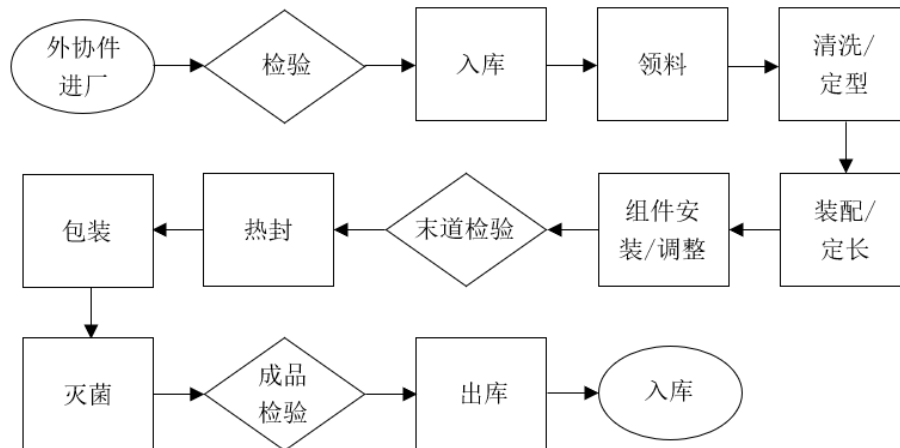 外协件
进厂
检验
入库
领料
清洗/
定型
装配/
定长
组件安
装/调整
末道检验
热封
包装
灭菌
成品
检验
出库
入库